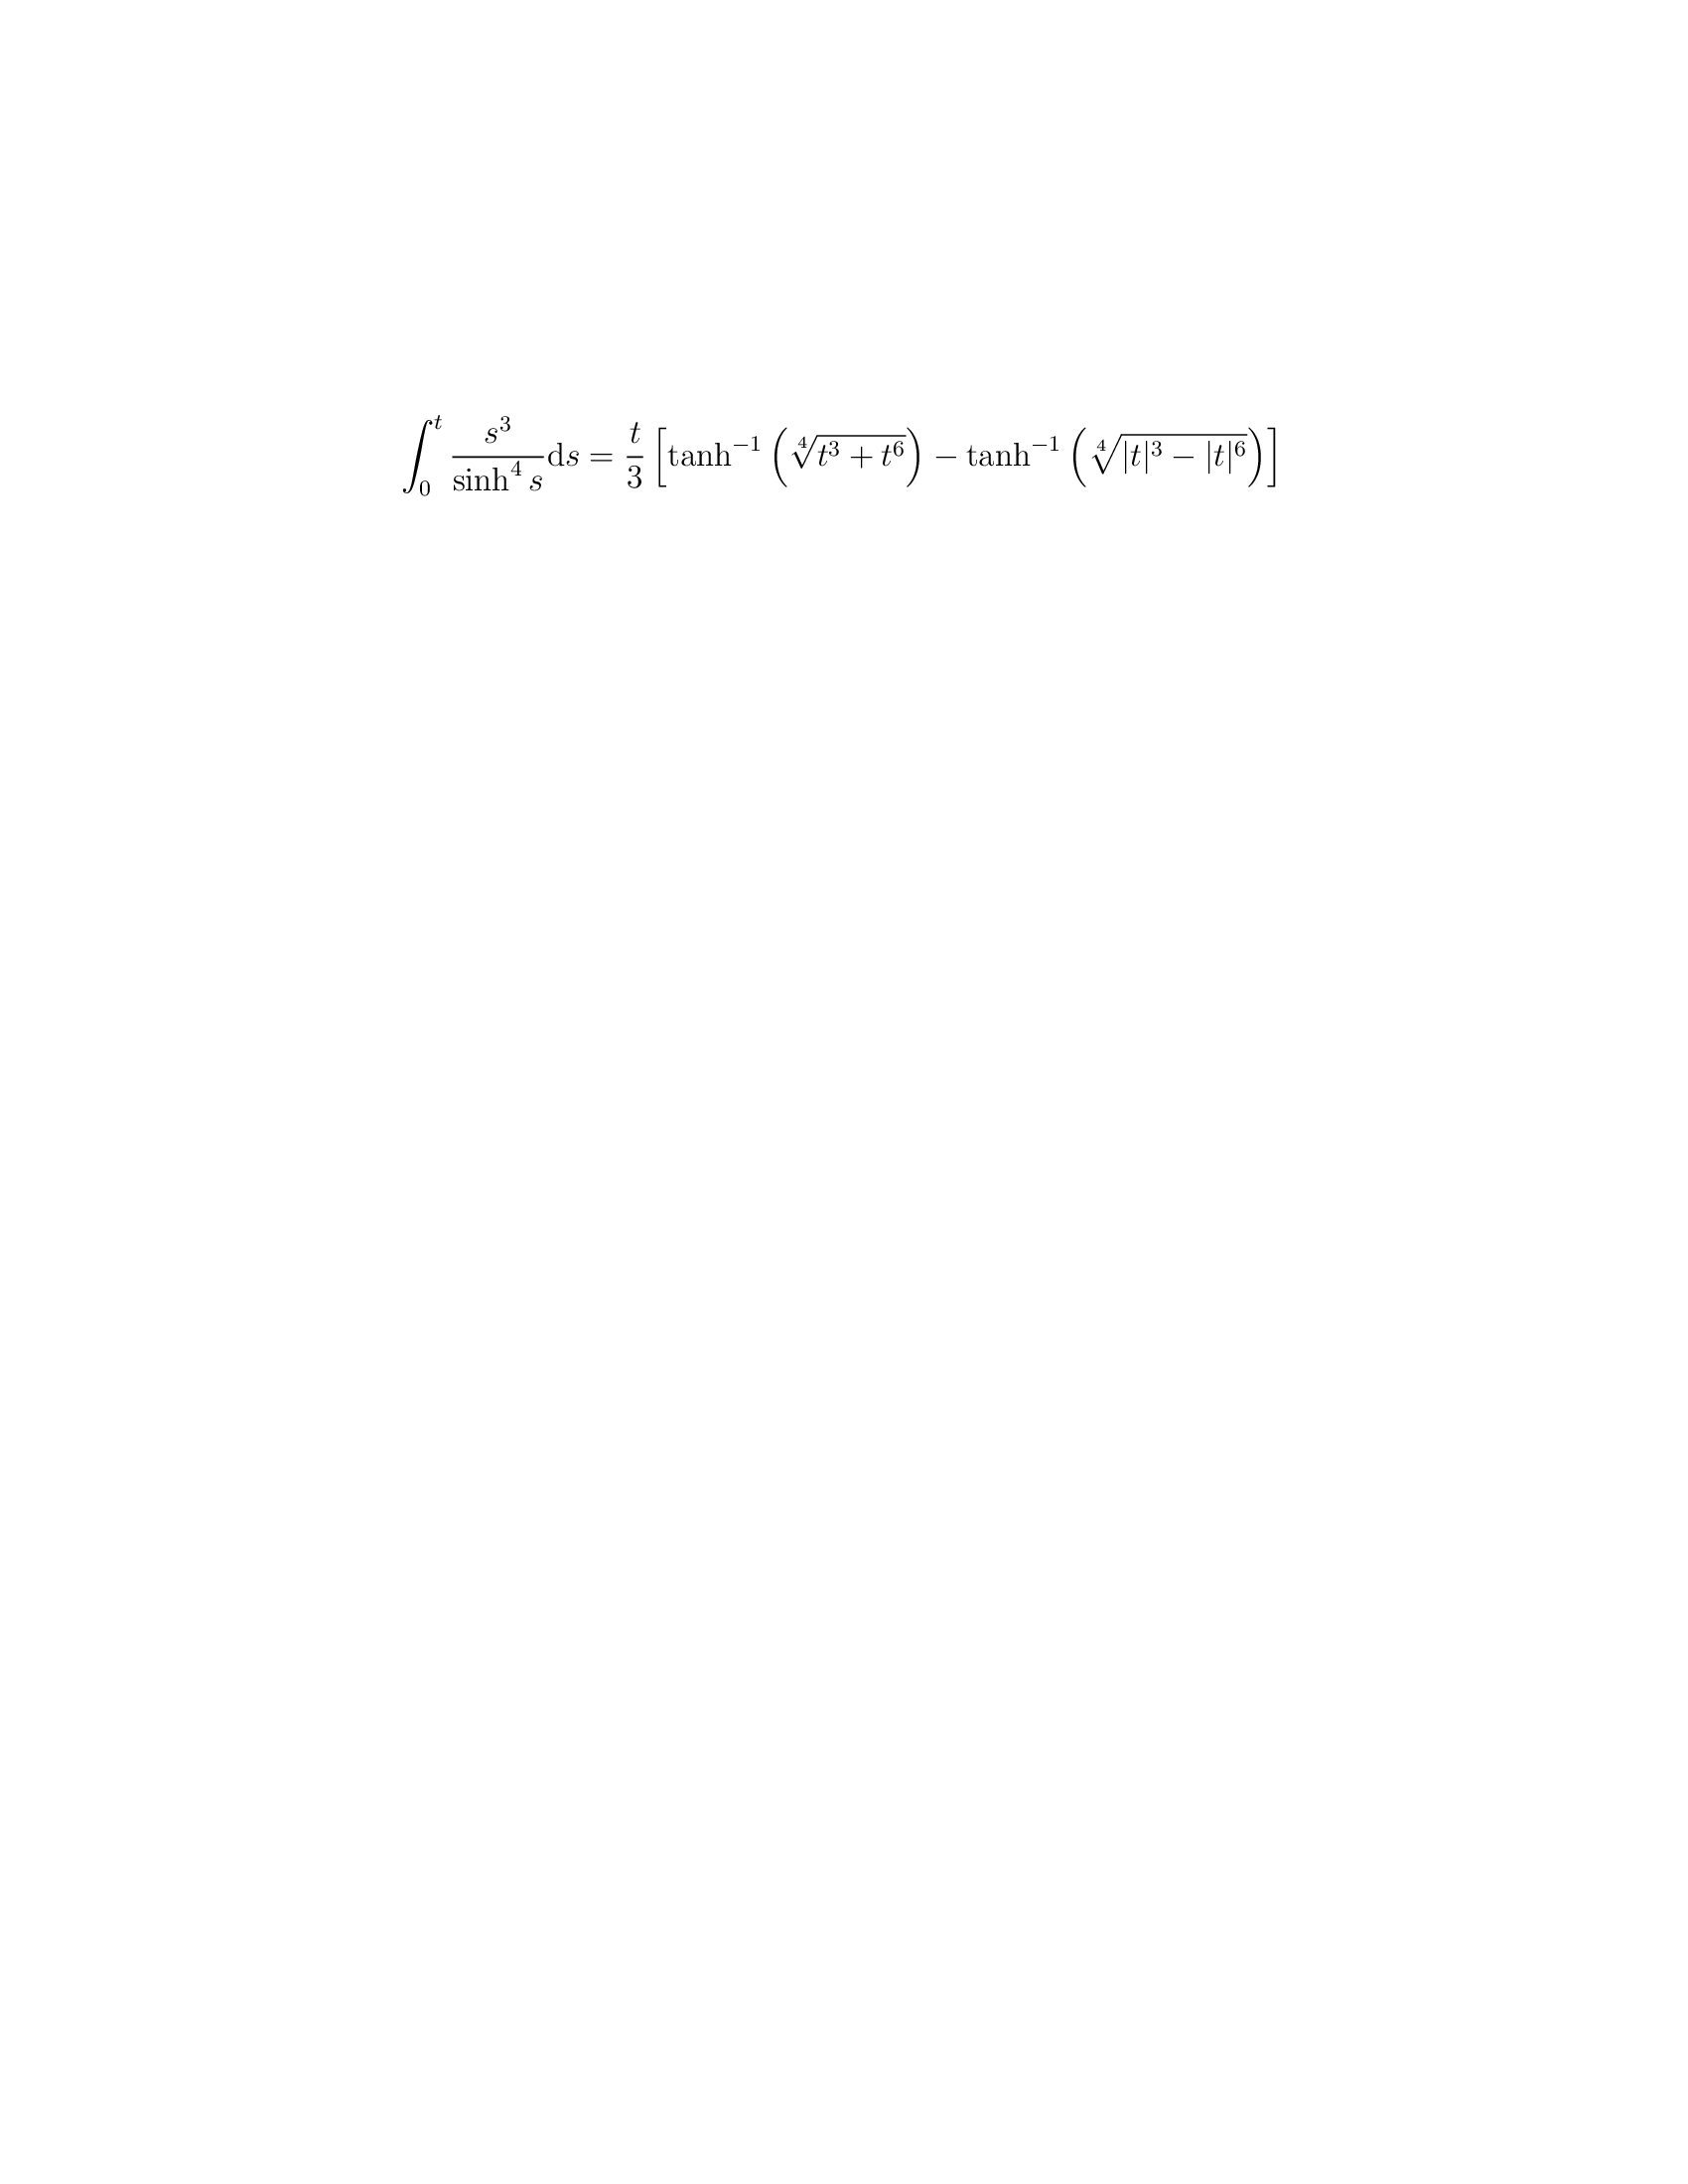 \int_0^t \frac{s^3}{\sinh^4 s} \mathrm{d}s = \frac{t}{3} \left[ \tanh^{-1} \left( \sqrt[4]{t^3 + t^6} \right) - \tanh^{-1} \left( \sqrt[4]{|t|^3 - |t|^6} \right) \right]